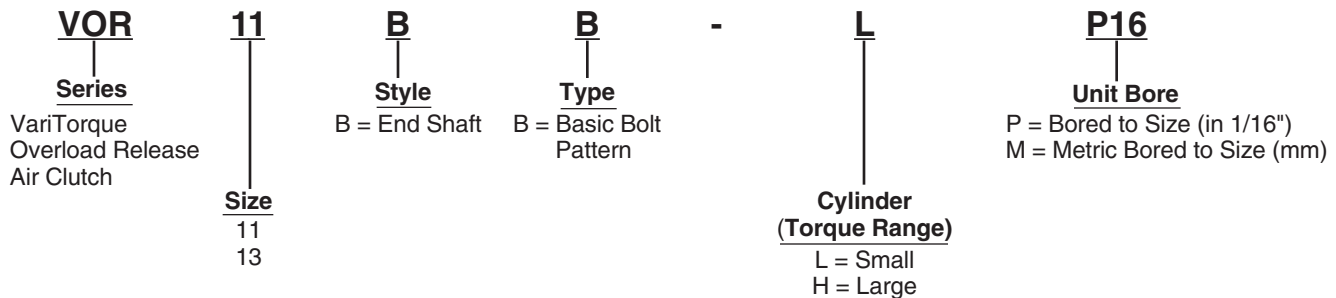 VOR 11 B B - L P16
Series
VariTorque
Overload Release
Air Clutch
Size
11
13
Style
B = End Shaft
Type
B = Basic Bolt
Pattern
Cylinder
(Torque Range)
L = Small
H = Large
Unit Bore
P = Bored to Size (in 1/16")
M = Metric Bored to Size (mm)